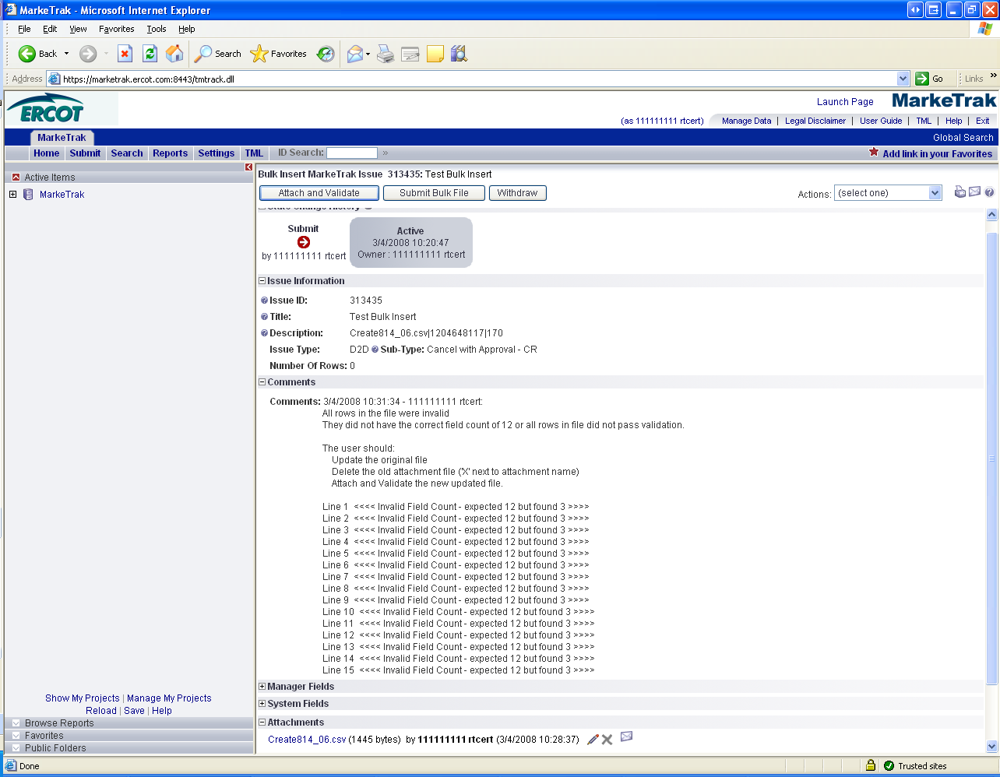 MarkeTrak - Microsoft Internet Explorer
File Edit View Favorites Tools Help
Back Search Favorites
Address https://marketrak.ercot.com:8443/tmtrack.dll Go Links »
ERCOT
Launch Page MarkeTrak
(as 111111111 rtcert) Manage Data | Legal Disclaimer | User Guide | TML | Help | Exit
MarkeTrak Global Search
Home Submit Search Reports Settings TML ID Search: » Add link in your Favorites
Active Items
MarkeTrak
Show My Projects | Manage My Projects
Reload | Save | Help
Browse Reports
Favorites
Public Folders
Bulk Insert MarkeTrak Issue 313435: Test Bulk Insert
Attach and Validate Submit Bulk File Withdraw Actions: (select one)
State Change History
Submit
by 111111111 rtcert
Active
3/4/2008 10:20:47
Owner : 111111111 rtcert
Issue Information
Issue ID: 313435
Title: Test Bulk Insert
Description: Create814_06.csv|1204648117|170
Issue Type: D2D Sub-Type: Cancel with Approval - CR
Number Of Rows: 0
Comments
Comments: 3/4/2008 10:31:34 - 111111111 rtcert:
All rows in the file were invalid
They did not have the correct field count of 12 or all rows in file did not pass validation.
The user should:
Update the original file
Delete the old attachment file ('X' next to attachment name)
Attach and Validate the new updated file.
Line 1 <<<< Invalid Field Count - expected 12 but found 3 >>>>
Line 2 <<<< Invalid Field Count - expected 12 but found 3 >>>>
Line 3 <<<< Invalid Field Count - expected 12 but found 3 >>>>
Line 4 <<<< Invalid Field Count - expected 12 but found 3 >>>>
Line 5 <<<< Invalid Field Count - expected 12 but found 3 >>>>
Line 6 <<<< Invalid Field Count - expected 12 but found 3 >>>>
Line 7 <<<< Invalid Field Count - expected 12 but found 3 >>>>
Line 8 <<<< Invalid Field Count - expected 12 but found 3 >>>>
Line 9 <<<< Invalid Field Count - expected 12 but found 3 >>>>
Line 10 <<<< Invalid Field Count - expected 12 but found 3 >>>>
Line 11 <<<< Invalid Field Count - expected 12 but found 3 >>>>
Line 12 <<<< Invalid Field Count - expected 12 but found 3 >>>>
Line 13 <<<< Invalid Field Count - expected 12 but found 3 >>>>
Line 14 <<<< Invalid Field Count - expected 12 but found 3 >>>>
Line 15 <<<< Invalid Field Count - expected 12 but found 3 >>>>
Manager Fields
System Fields
Attachments
Create814_06.csv (1445 bytes) by 111111111 rtcert (3/4/2008 10:28:37)
Done Trusted sites